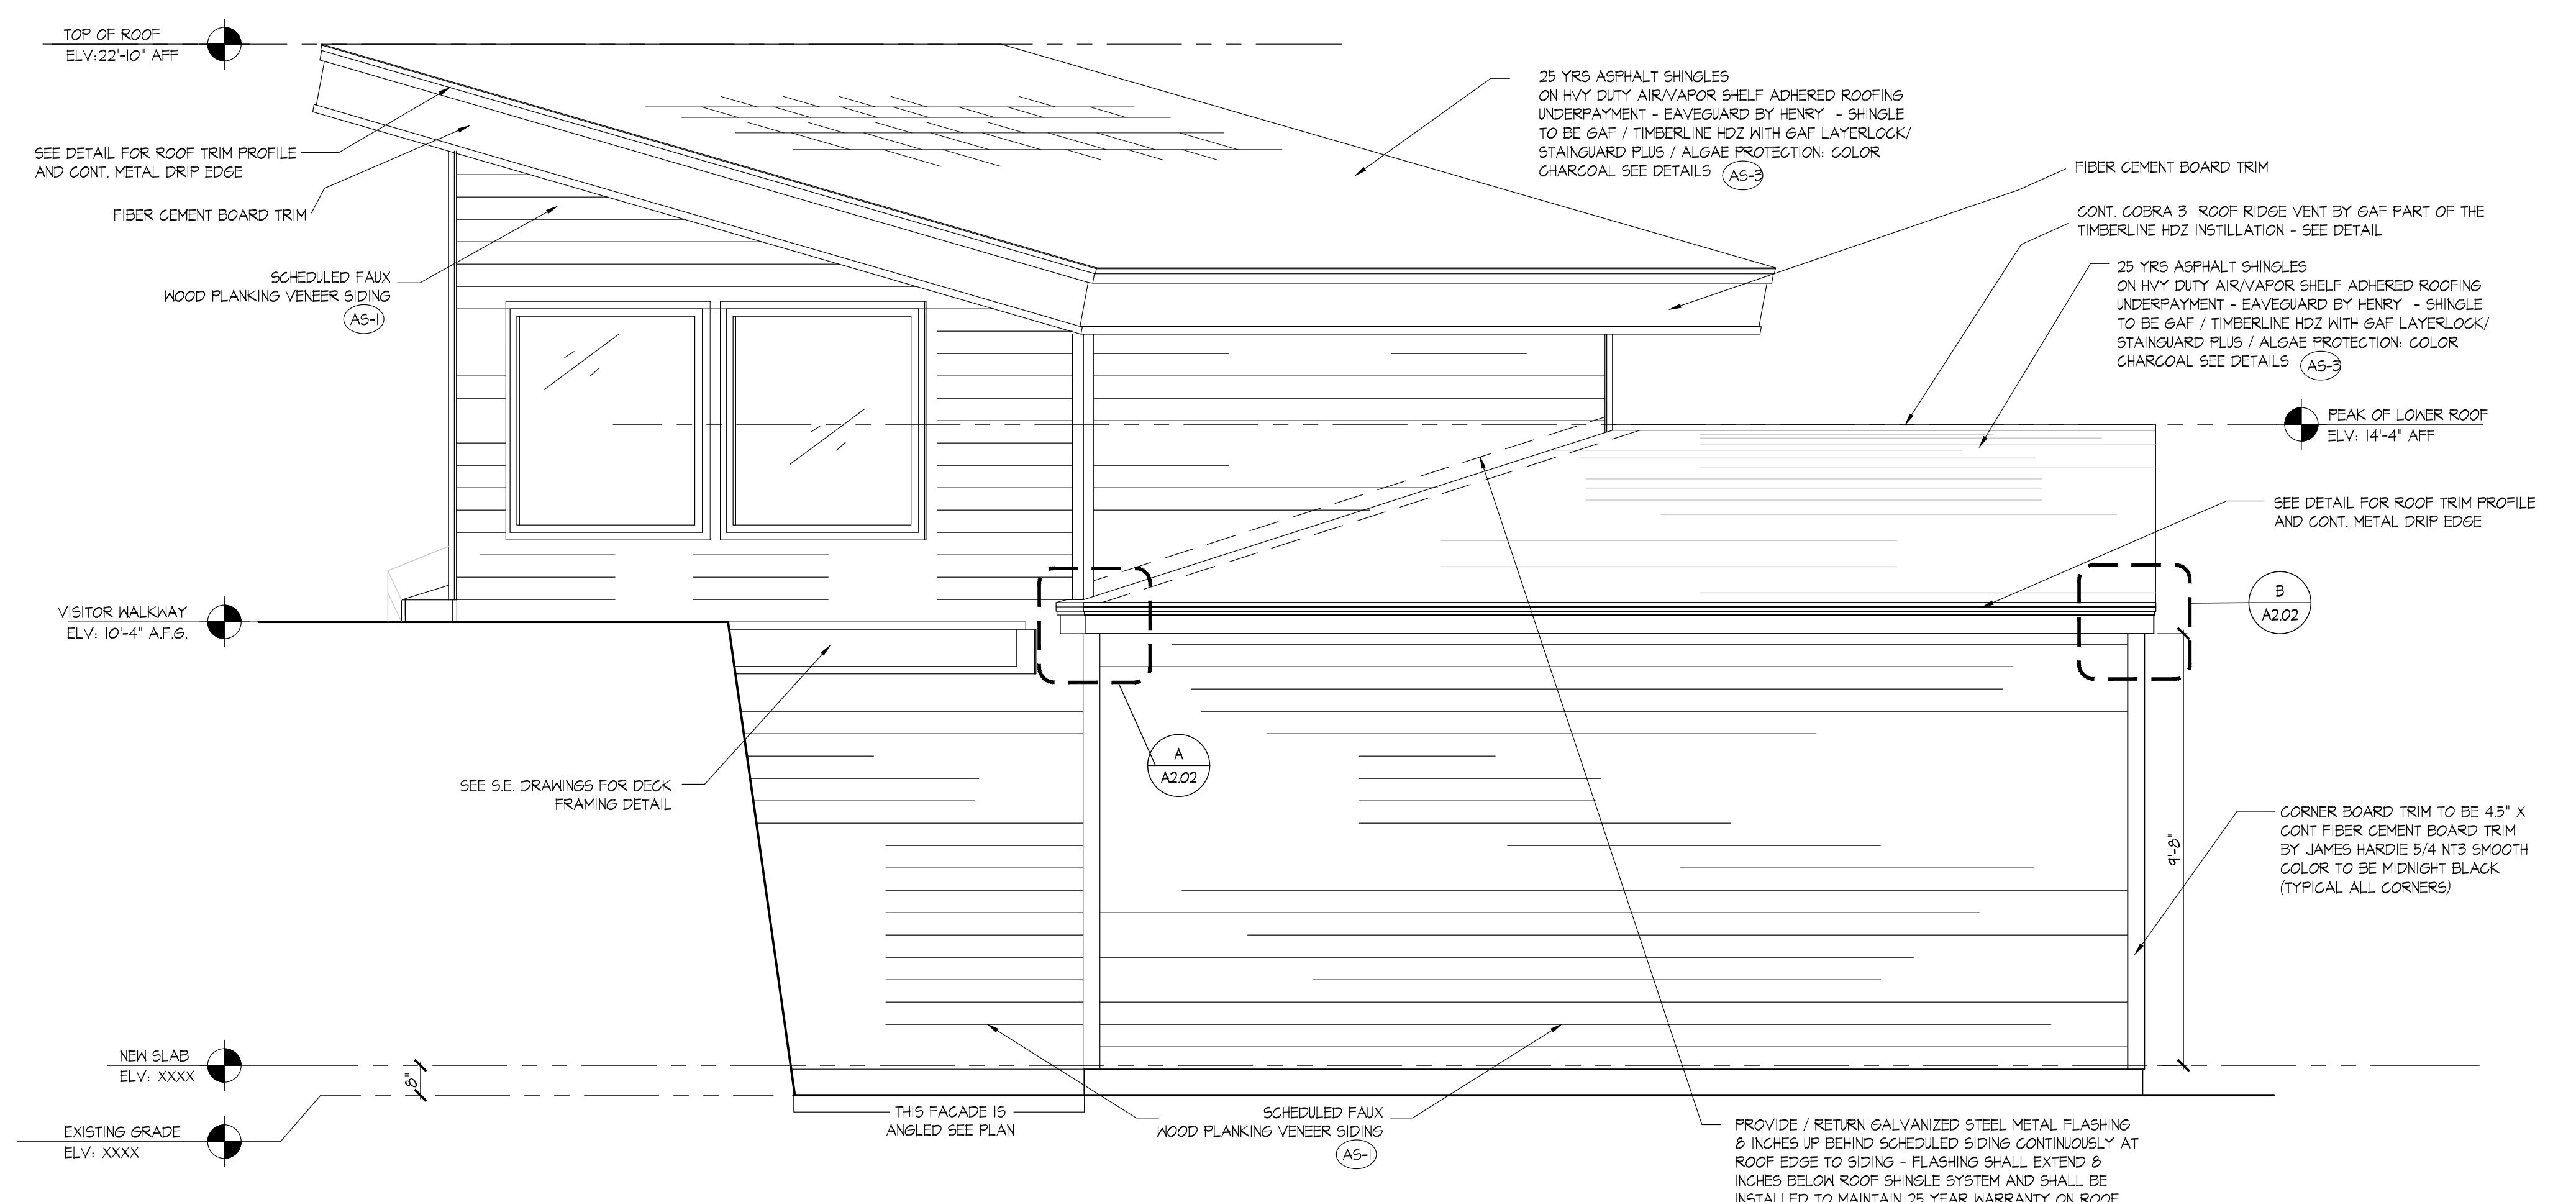 TOP OF ROOF
ELV:22'-10" AFF
SEE DETAIL FOR ROOF TRIM PROFILE
AND CONT. METAL DRIP EDGE
FIBER CEMENT BOARD TRIM
SCHEDULED FAUX
WOOD PLANKING VENEER SIDING
AS-1
25 YRS ASPHALT SHINGLES
ON HVY DUTY AIR/VAPOR SHELF ADHERED ROOFING
UNDERPAYMENT - EAVEGUARD BY HENRY - SHINGLE
TO BE GAF / TIMBERLINE HDZ WITH GAF LAYERLOCK/
STAINGUARD PLUS / ALGAE PROTECTION: COLOR
CHARCOAL SEE DETAILS
AS-3
FIBER CEMENT BOARD TRIM
CONT. COBRA 3 ROOF RIDGE VENT BY GAF PART OF THE
TIMBERLINE HDZ INSTILLATION - SEE DETAIL
25 YRS ASPHALT SHINGLES
ON HVY DUTY AIR/VAPOR SHELF ADHERED ROOFING
UNDERPAYMENT - EAVEGUARD BY HENRY - SHINGLE
TO BE GAF / TIMBERLINE HDZ WITH GAF LAYERLOCK/
STAINGUARD PLUS / ALGAE PROTECTION: COLOR
CHARCOAL SEE DETAILS
AS-3
PEAK OF LOWER ROOF
ELV: 14'-4" AFF
SEE DETAIL FOR ROOF TRIM PROFILE
AND CONT. METAL DRIP EDGE
VISITOR WALKWAY
ELV: 10'-4" A.F.G.
B
A2.02
A
A2.02
SEE S.E. DRAWINGS FOR DECK
FRAMING DETAIL
9'-8"
CORNER BOARD TRIM TO BE 4.5" X
CONT FIBER CEMENT BOARD TRIM
BY JAMES HARDIE 5/4 NT3 SMOOTH
COLOR TO BE MIDNIGHT BLACK
(TYPICAL ALL CORNERS)
NEW SLAB
ELV: XXXX
8"
EXISTING GRADE
ELV: XXXX
THIS FACADE IS
ANGLED SEE PLAN
SCHEDULED FAUX
WOOD PLANKING VENEER SIDING
AS-1
PROVIDE / RETURN GALVANIZED STEEL METAL FLASHING
8 INCHES UP BEHIND SCHEDULED SIDING CONTINUOUSLY AT
ROOF EDGE TO SIDING - FLASHING SHALL EXTEND 8
INCHES BELOW ROOF SHINGLE SYSTEM AND SHALL BE
INSTALLED TO MAINTAIN 25 YEAR WARRANTY ON ROOF